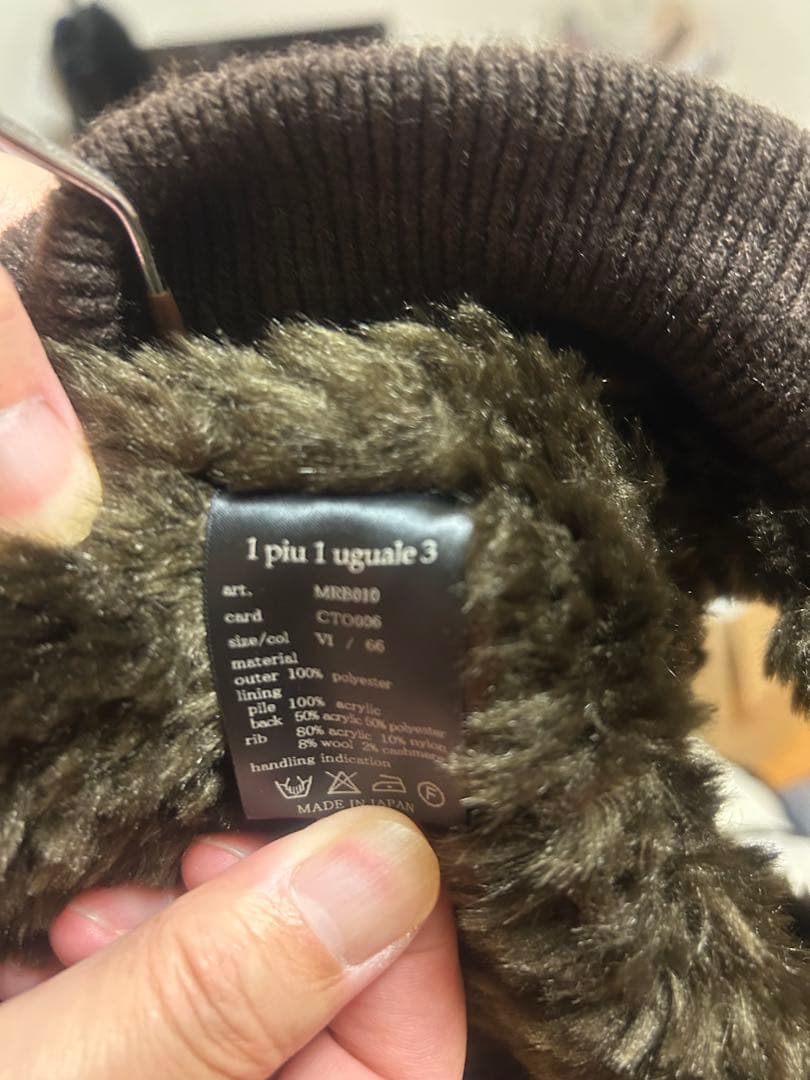 1 piu 1 uguale 3
art. MRB010
card CTO006
size/col VI / 66
material
outer 100% polyester
lining
pile 100% acrylic
back 50% acrylic 50% polyester
rib 80% acrylic 10% nylon
8% wool 2% cashmere
handling indication
F
MADE IN JAPAN